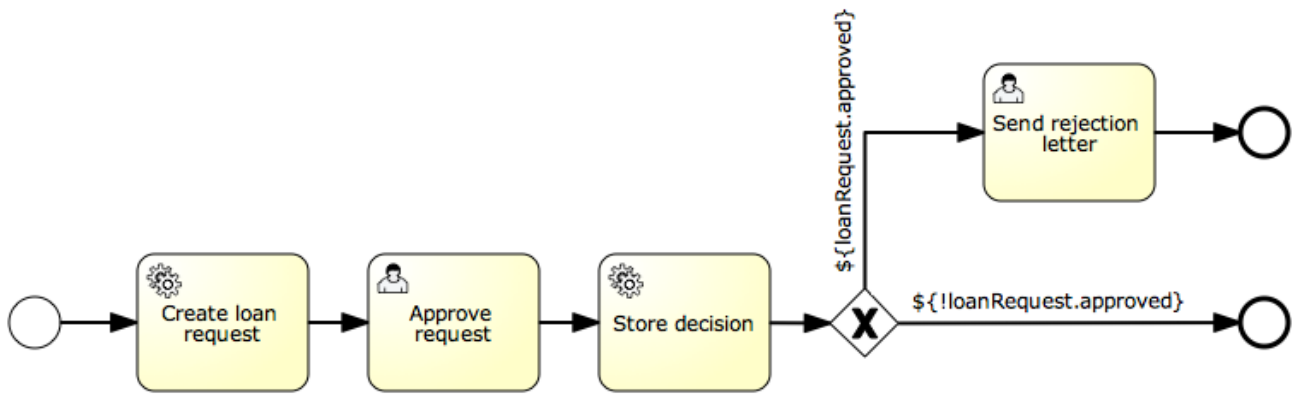 Create loan
request
Approve
request
Store decision
${loanRequest.approved}
Send rejection
letter
${!loanRequest.approved}